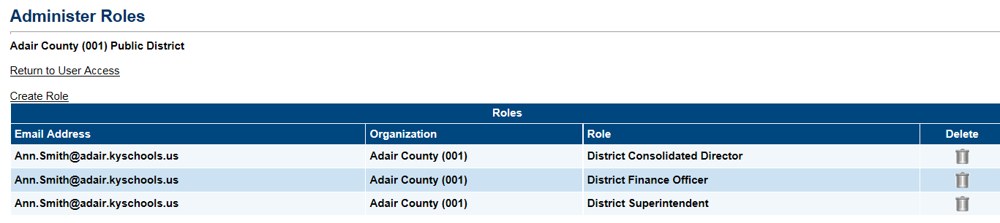 Administer Roles
Adair County (001) Public District
Return to User Access
Create Role
Roles
Email Address Organization Role Delete
Ann.Smith@adair.kyschools.us Adair County (001) District Consolidated Director
Ann.Smith@adair.kyschools.us Adair County (001) District Finance Officer
Ann.Smith@adair.kyschools.us Adair County (001) District Superintendent